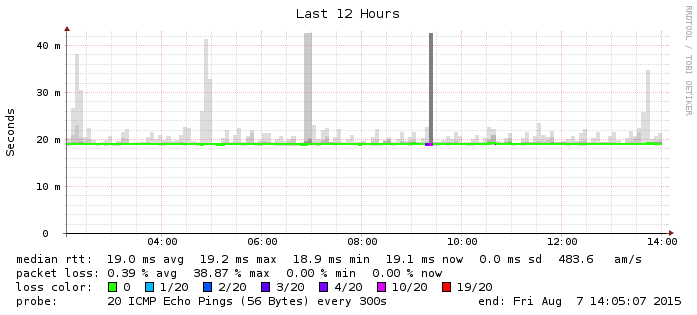 Last 12 Hours
RRDTOOL / TOBI OETIKER
Seconds
40 m
30 m
20 m
10 m
0
04:00 06:00 08:00 10:00 12:00 14:00
median rtt: 19.0 ms avg 19.2 ms max 18.9 ms min 19.1 ms now 0.0 ms sd 483.6 am/s
packet loss: 0.39 % avg 38.87 % max 0.00 % min 0.00 % now
loss color: 0 1/20 2/20 3/20 4/20 10/20 19/20
probe: 20 ICMP Echo Pings (56 Bytes) every 300s end: Fri Aug 7 14:05:07 2015